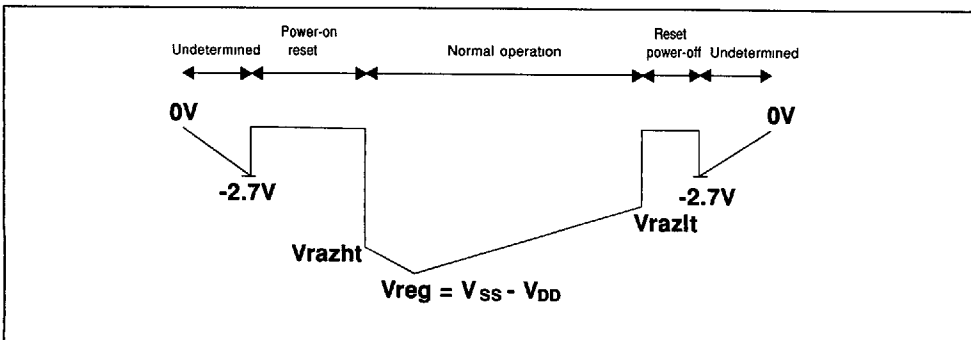 Undetermined
Power-on reset
Normal operation
Reset power-off
Undetermined
0V
0V
-2.7V
-2.7V
Vrazht
Vrazlt
Vreg = VSS - VDD